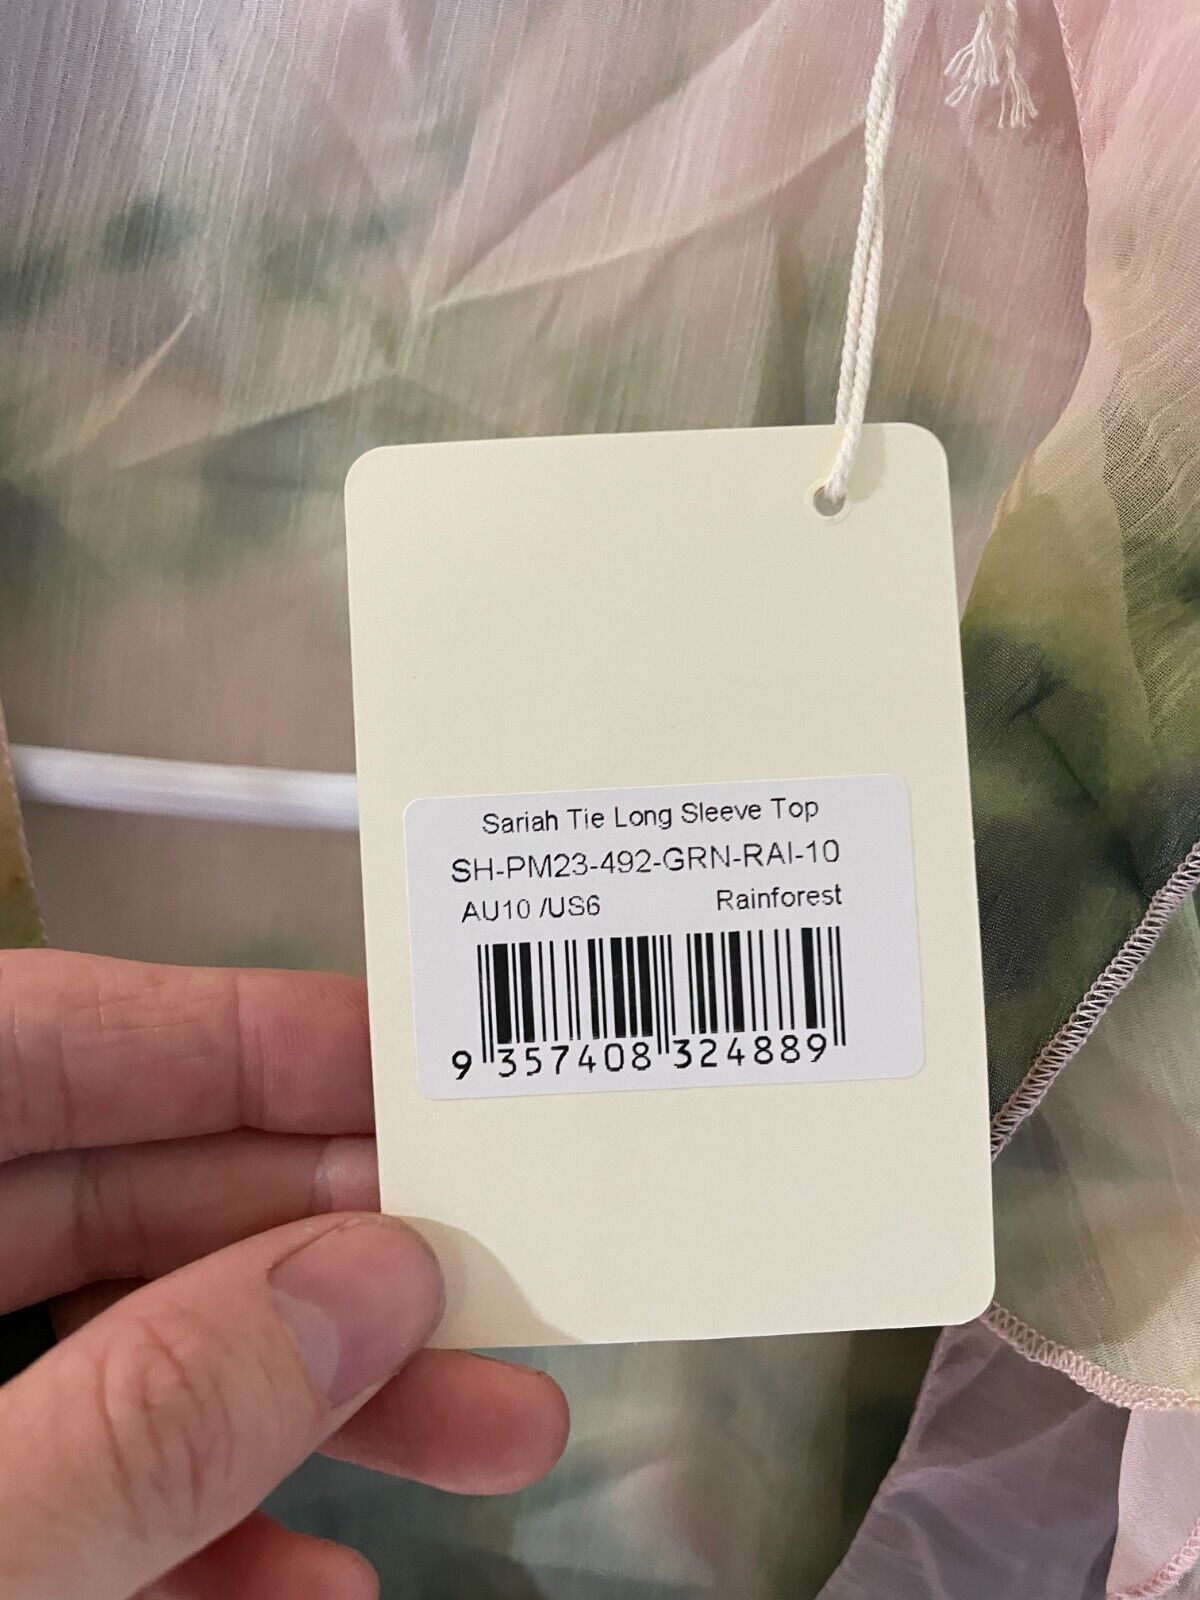 Sariah Tie Long Sleeve Top
SH-PM23-492-GRN-RAI-10
AU10 /US6 Rainforest
9 357408 324889